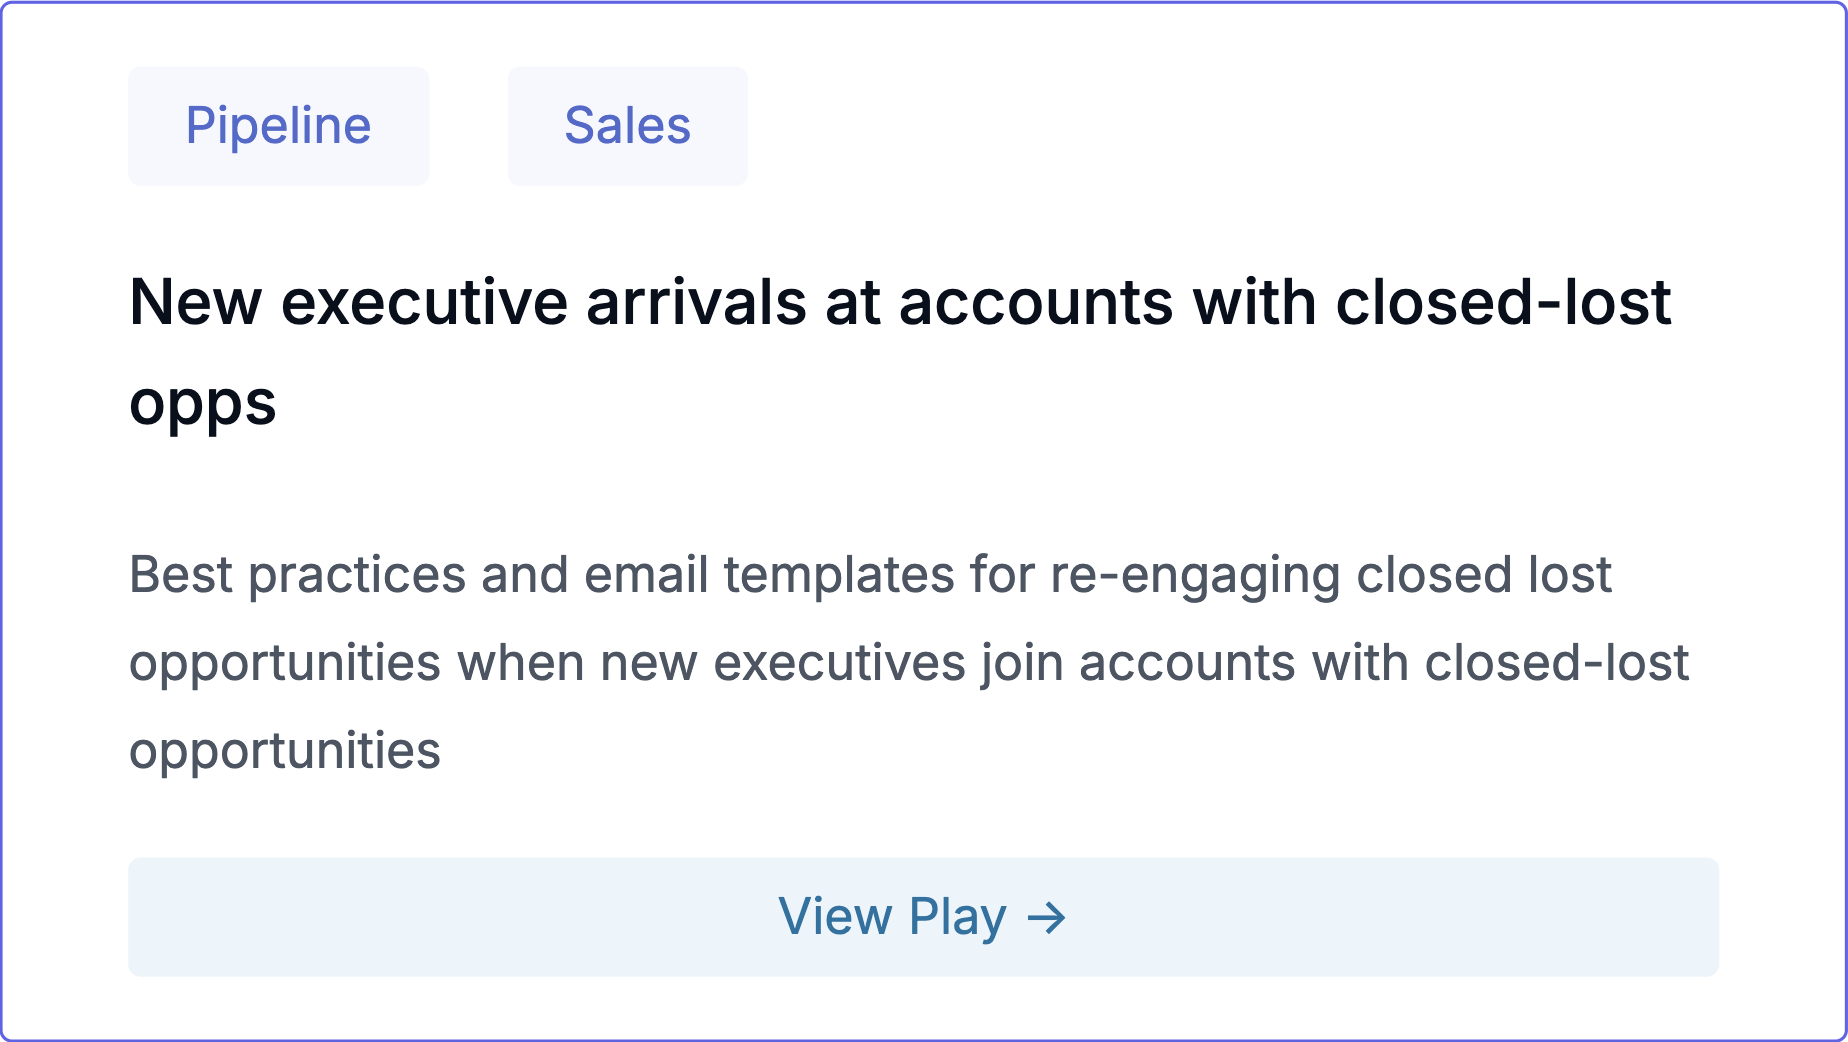 Pipeline
Sales
New executive arrivals at accounts with closed-lost
opps
Best practices and email templates for re-engaging closed lost
opportunities when new executives join accounts with closed-lost
opportunities
View Play →